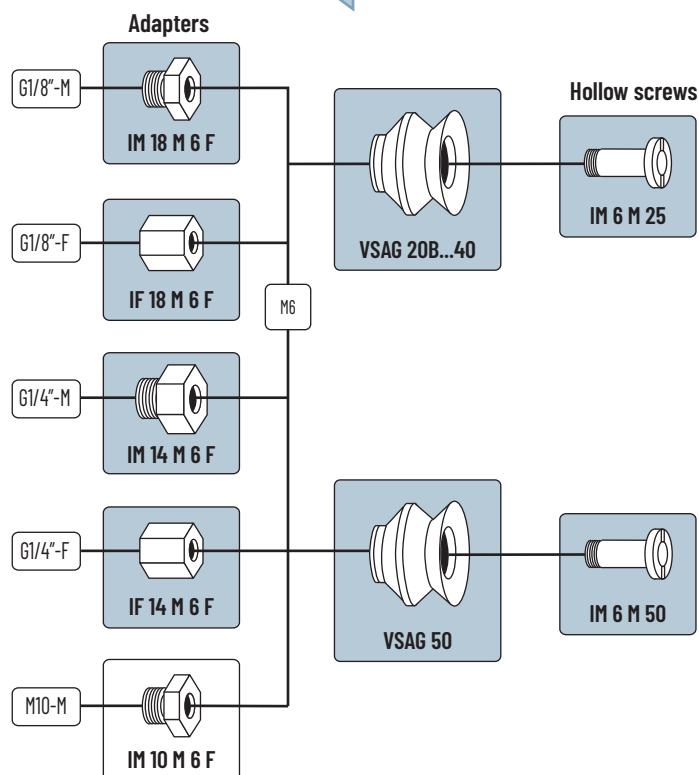 Adapters
G1/8"-M
IM 18 M 6 F
Hollow screws
VSAG 20B...40
IM 6 M 25
G1/8"-F
IF 18 M 6 F
M6
G1/4"-M
IM 14 M 6 F
G1/4"-F
IF 14 M 6 F
VSAG 50
IM 6 M 50
M10-M
IM 10 M 6 F